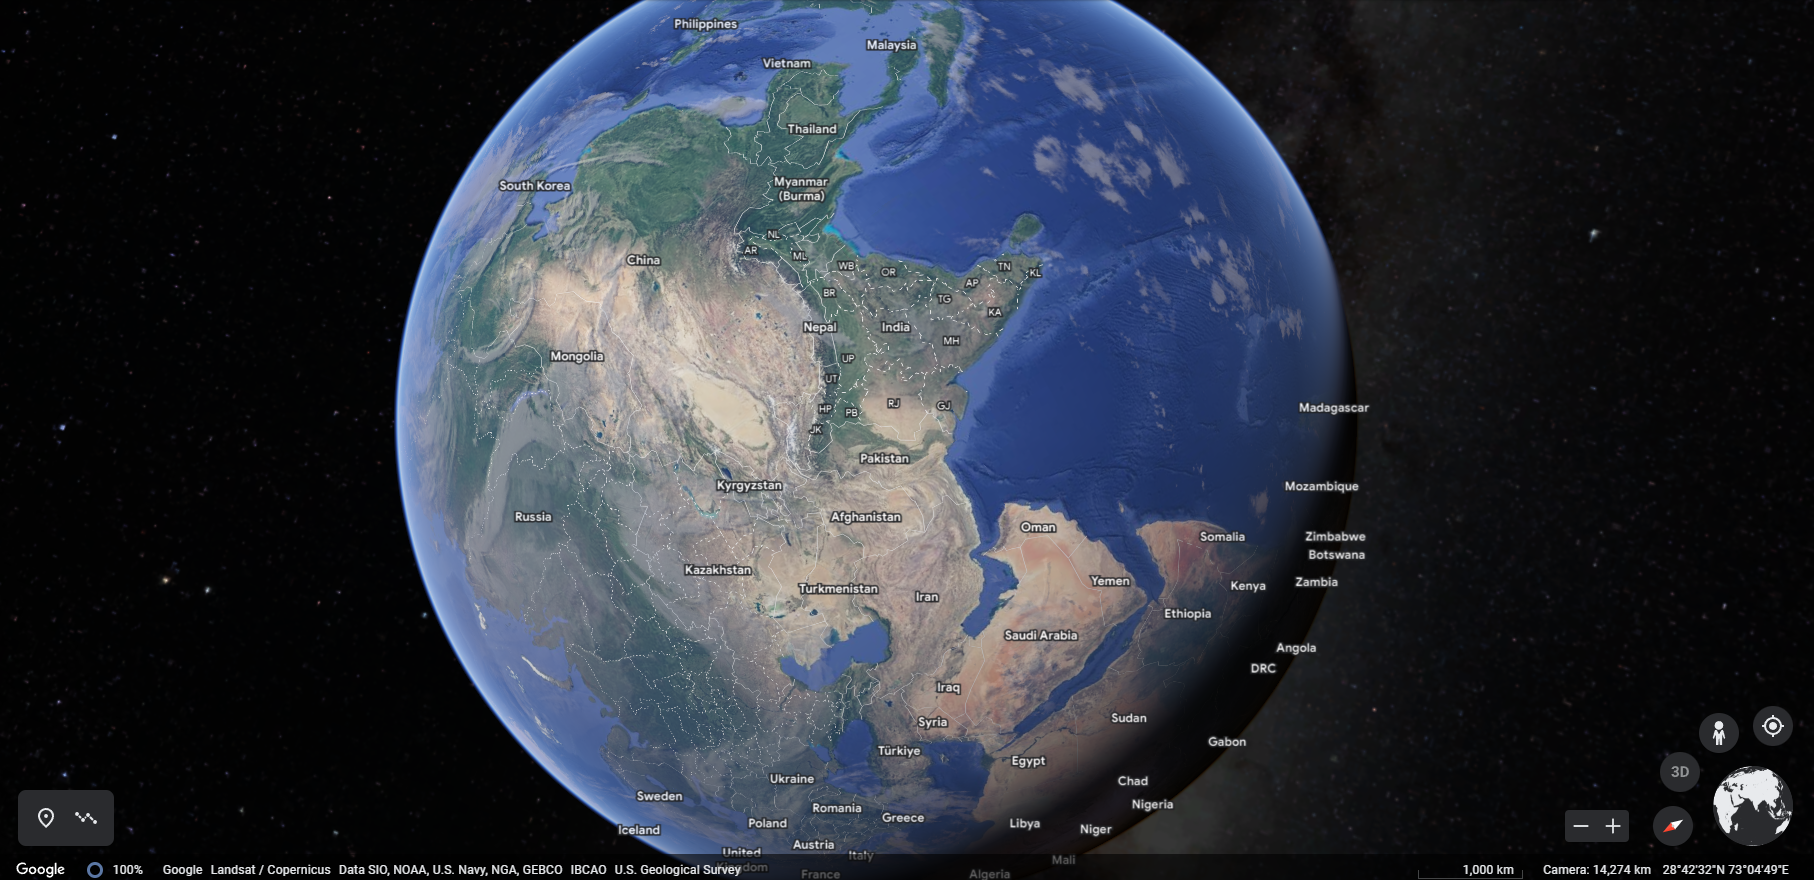 Philippines
Malaysia
Vietnam
Thailand
Myanmar
(Burma)
South Korea
NL
AR
ML
China
WB
OR
TN
KL
AP
BR
TG
KA
Nepal
India
MH
Mongolia
UP
UT
RJ
GJ
HP
PB
JK
Madagascar
Pakistan
Kyrgyzstan
Mozambique
Russia
Afghanistan
Oman
Somalia
Zimbabwe
Botswana
Kazakhstan
Turkmenistan
Iran
Yemen
Kenya
Zambia
Ethiopia
Saudi Arabia
Angola
DRC
Iraq
Syria
Sudan
Gabon
Türkiye
Egypt
Ukraine
Chad
3D
Sweden
Romania
Nigeria
Iceland
Poland
Greece
Libya
Niger
Austria
United
Kingdom
Italy
Mali
France
Algeria
Google 100% Google Landsat / Copernicus Data SIO, NOAA, U.S. Navy, NGA, GEBCO IBCAO U.S. Geological Survey 1,000 km Camera: 14,274 km 28°42'32"N 73°04'49"E